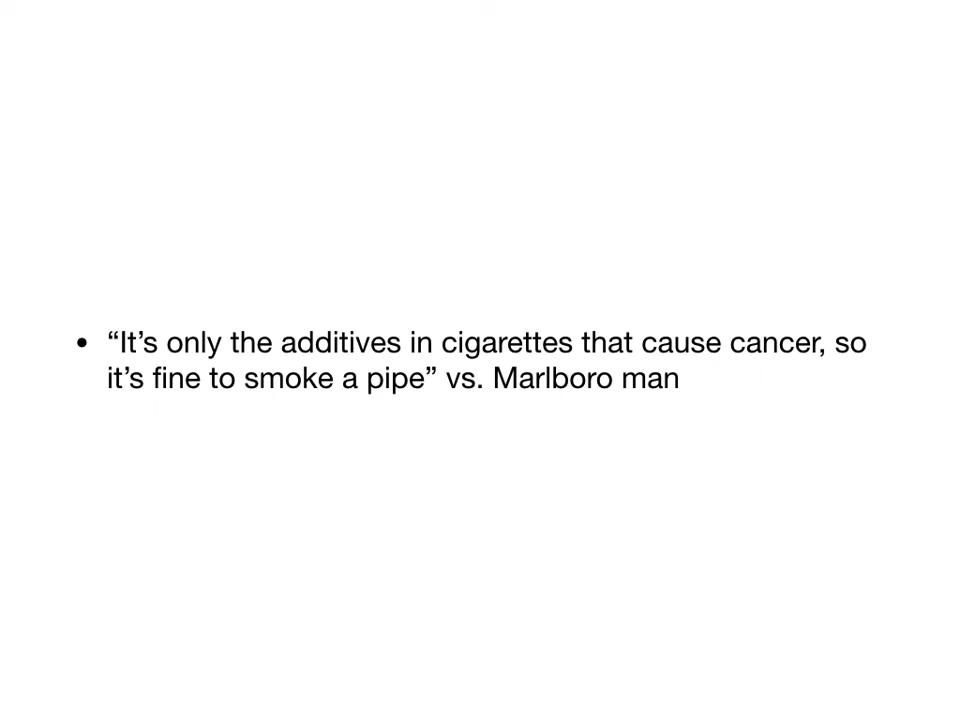 • “It’s only the additives in cigarettes that cause cancer, so
it’s fine to smoke a pipe” vs. Marlboro man